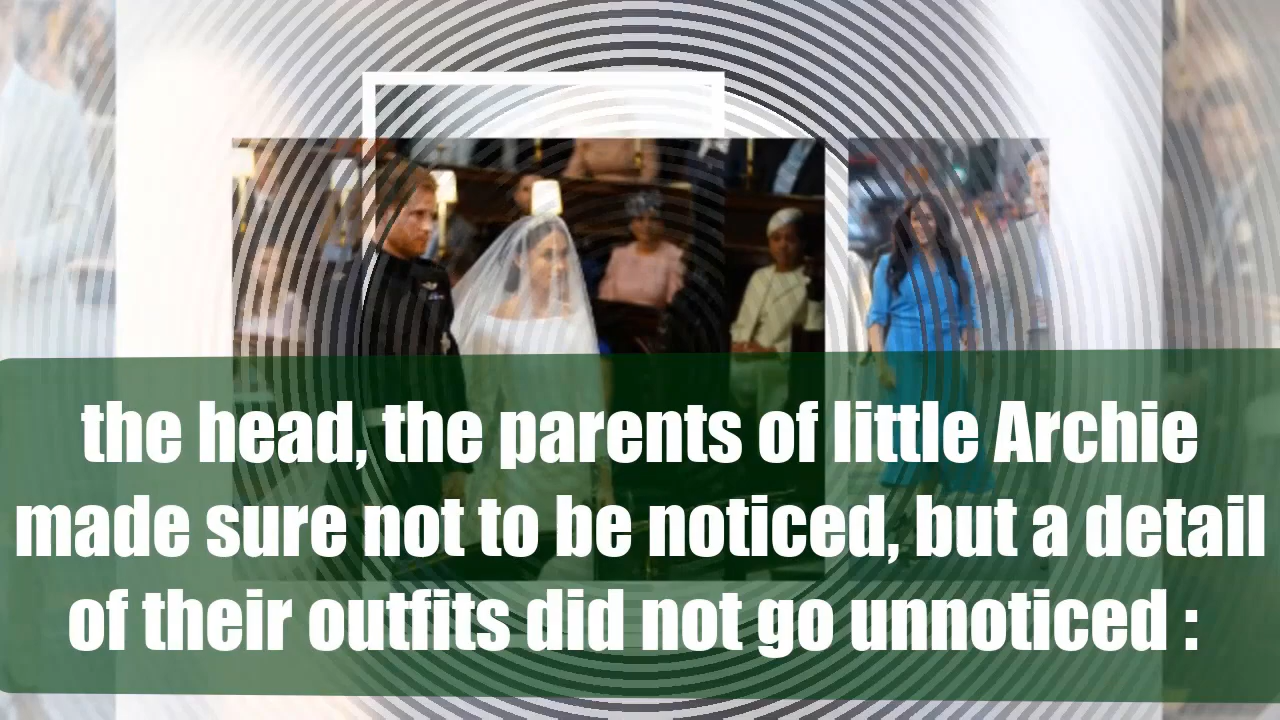 the head, the parents of little Archie
made sure not to be noticed, but a detail
of their outfits did not go unnoticed :